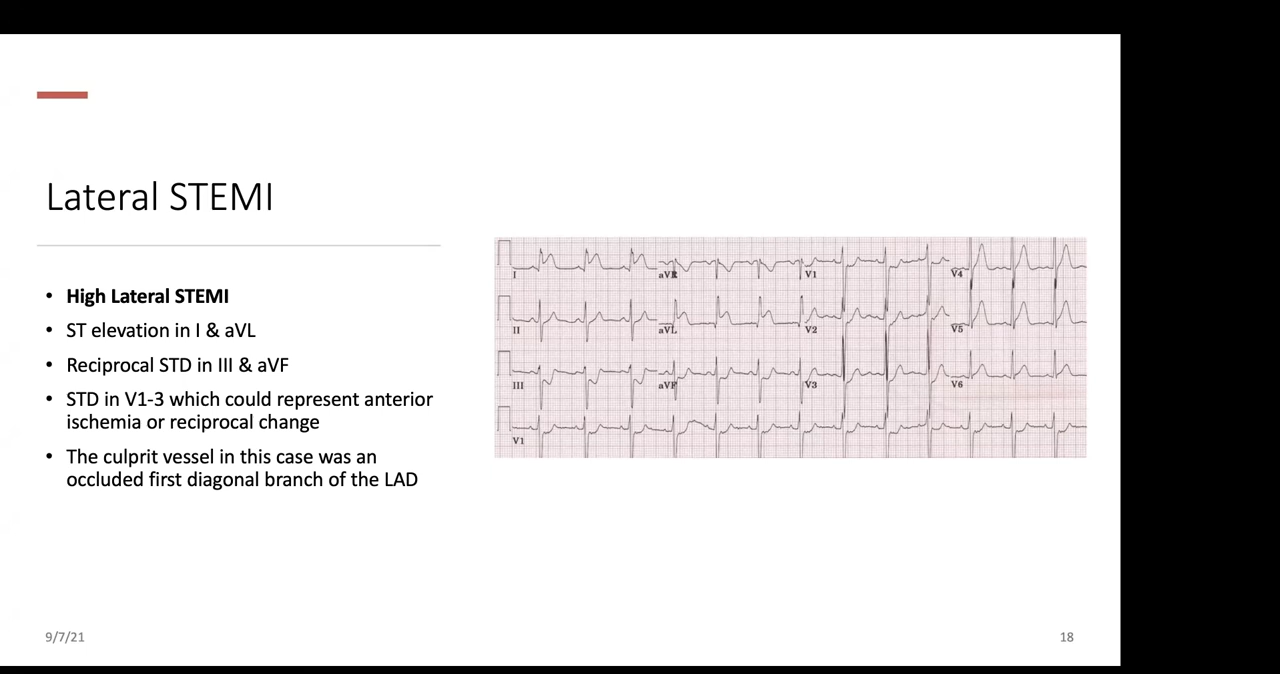 Lateral STEMI
• High Lateral STEMI
• ST elevation in I & aVL
• Reciprocal STD in III & aVF
• STD in V1-3 which could represent anterior
ischemia or reciprocal change
• The culprit vessel in this case was an
occluded first diagonal branch of the LAD
I aVR V1 V4
II aVL V2 V5
III aVF V3 V6
V1
9/7/21
18